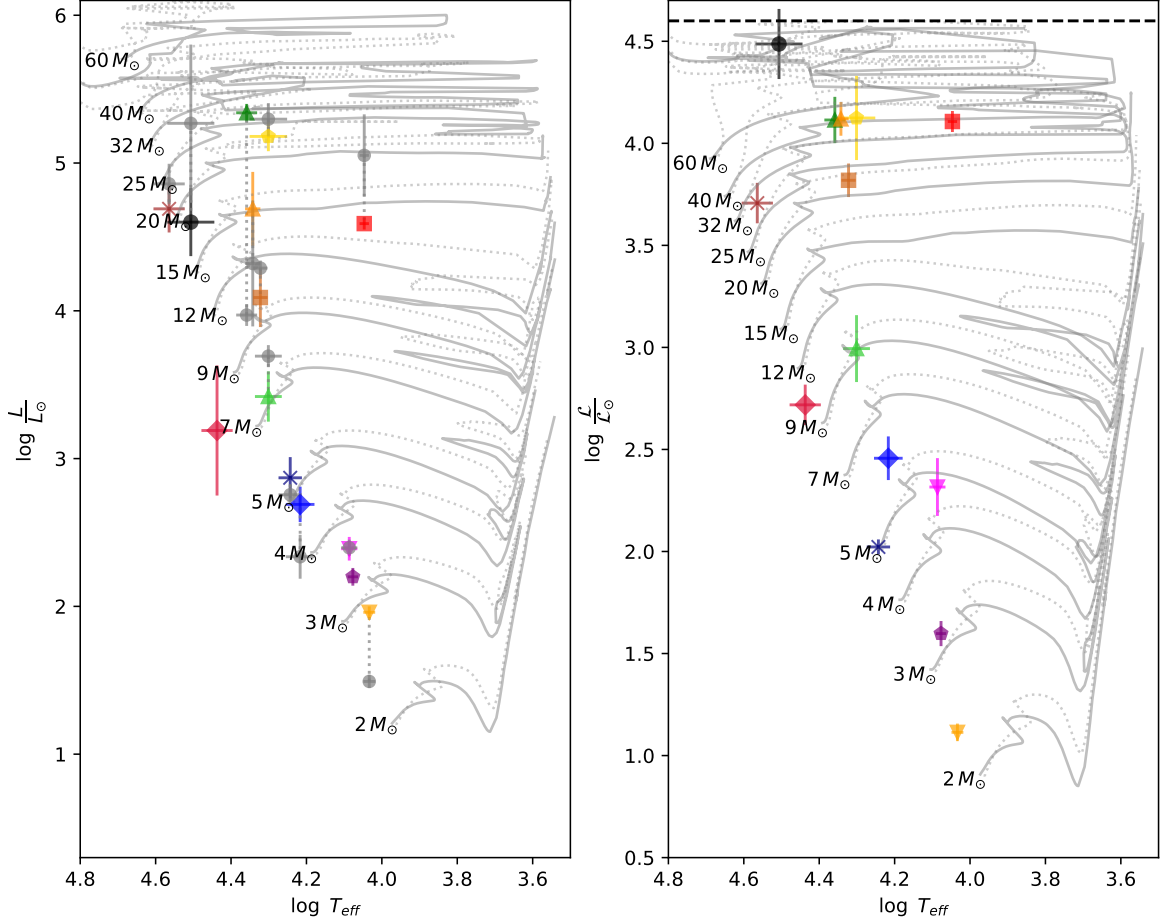 6
5
4
3
2
1
log L/L⊙
60 M⊙
40 M⊙
32 M⊙
25 M⊙
20 M⊙
15 M⊙
12 M⊙
9 M⊙
7 M⊙
5 M⊙
4 M⊙
3 M⊙
2 M⊙
4.8 4.6 4.4 4.2 4.0 3.8 3.6
log T_eff
4.5
4.0
3.5
3.0
2.5
2.0
1.5
1.0
0.5
log ℒ/ℒ⊙
60 M⊙
40 M⊙
32 M⊙
25 M⊙
20 M⊙
15 M⊙
12 M⊙
9 M⊙
7 M⊙
5 M⊙
4 M⊙
3 M⊙
2 M⊙
4.8 4.6 4.4 4.2 4.0 3.8 3.6
log T_eff